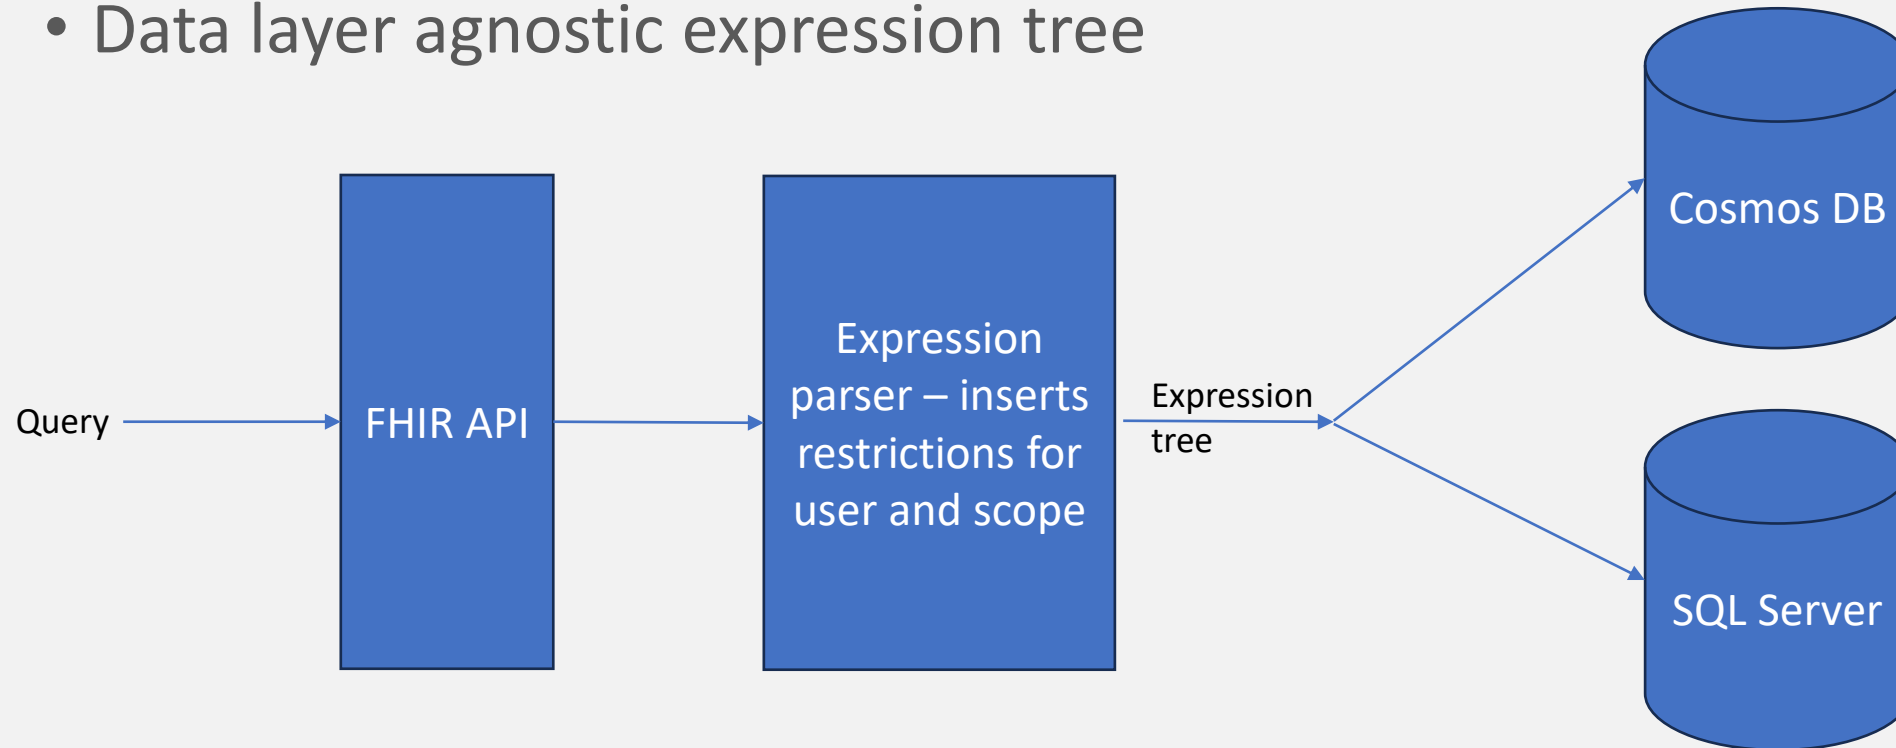 • Data layer agnostic expression tree
Query
FHIR API
Expression
parser – inserts
restrictions for
user and scope
Expression
tree
Cosmos DB
SQL Server